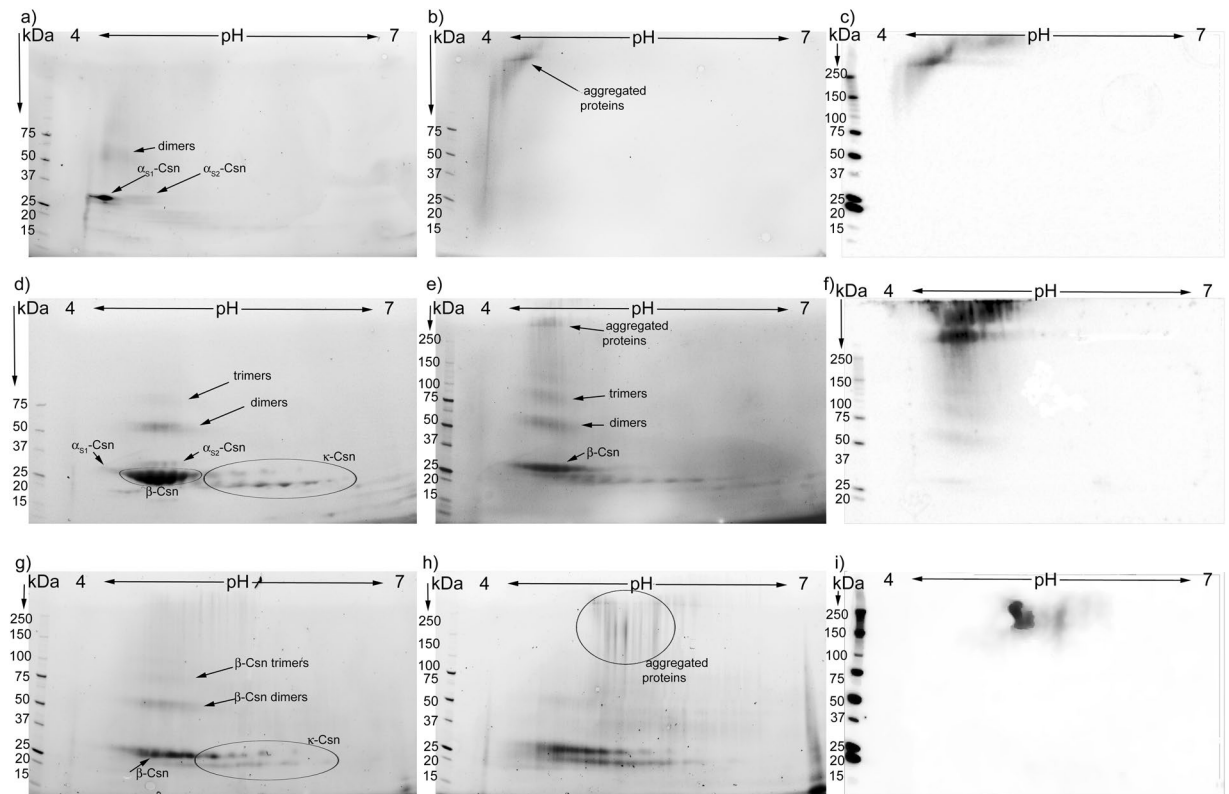 a)
kDa 4 pH 7
75
50
37
25
20
15
dimers
αS1-Csn
αS2-Csn
b)
kDa 4 pH 7
75
50
37
25
20
15
aggregated
proteins
c)
kDa 4 pH 7
250
150
100
75
50
37
25
20
15
d)
kDa 4 pH 7
75
50
37
25
20
15
trimers
dimers
αS1-Csn
αS2-Csn
κ-Csn
β-Csn
e)
kDa 4 pH 7
250
150
100
75
50
37
25
20
15
aggregated
proteins
trimers
dimers
β-Csn
f)
kDa 4 pH 7
250
150
100
75
50
37
25
20
g)
kDa 4 pH 7
250
150
100
75
50
37
25
20
15
β-Csn trimers
β-Csn dimers
κ-Csn
β-Csn
h)
kDa 4 pH 7
250
150
100
75
50
37
25
20
15
aggregated
proteins
i)
kDa 4 pH 7
250
150
100
75
50
37
25
20
15